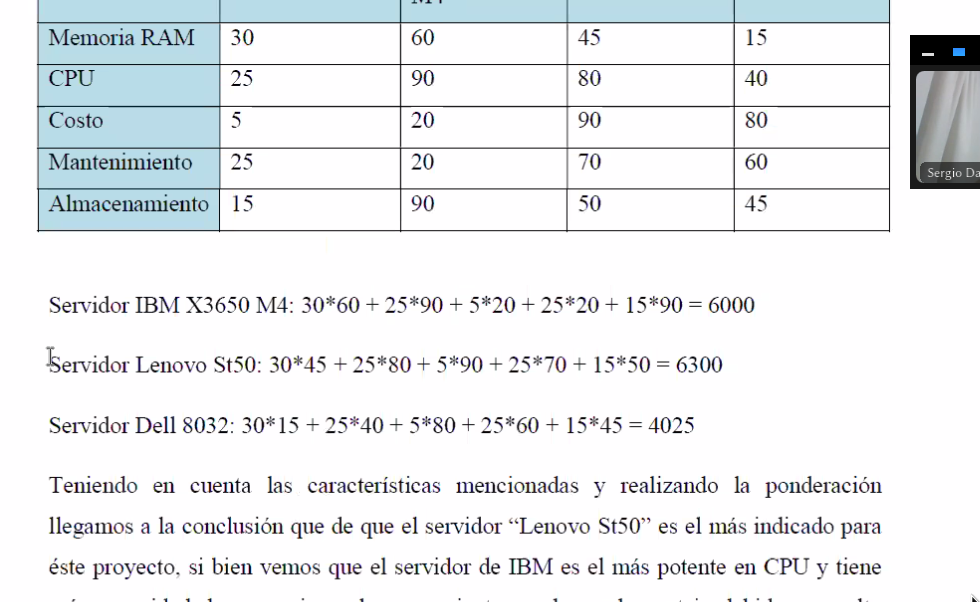 M4
Memoria RAM 30 60 45 15
CPU 25 90 80 40
Costo 5 20 90 80
Mantenimiento 25 20 70 60
Almacenamiento 15 90 50 45
Sergio Da
Servidor IBM X3650 M4: 30*60 + 25*90 + 5*20 + 25*20 + 15*90 = 6000
Servidor Lenovo St50: 30*45 + 25*80 + 5*90 + 25*70 + 15*50 = 6300
Servidor Dell 8032: 30*15 + 25*40 + 5*80 + 25*60 + 15*45 = 4025
Teniendo en cuenta las características mencionadas y realizando la ponderación
llegamos a la conclusión que de que el servidor “Lenovo St50” es el más indicado para
éste proyecto, si bien vemos que el servidor de IBM es el más potente en CPU y tiene